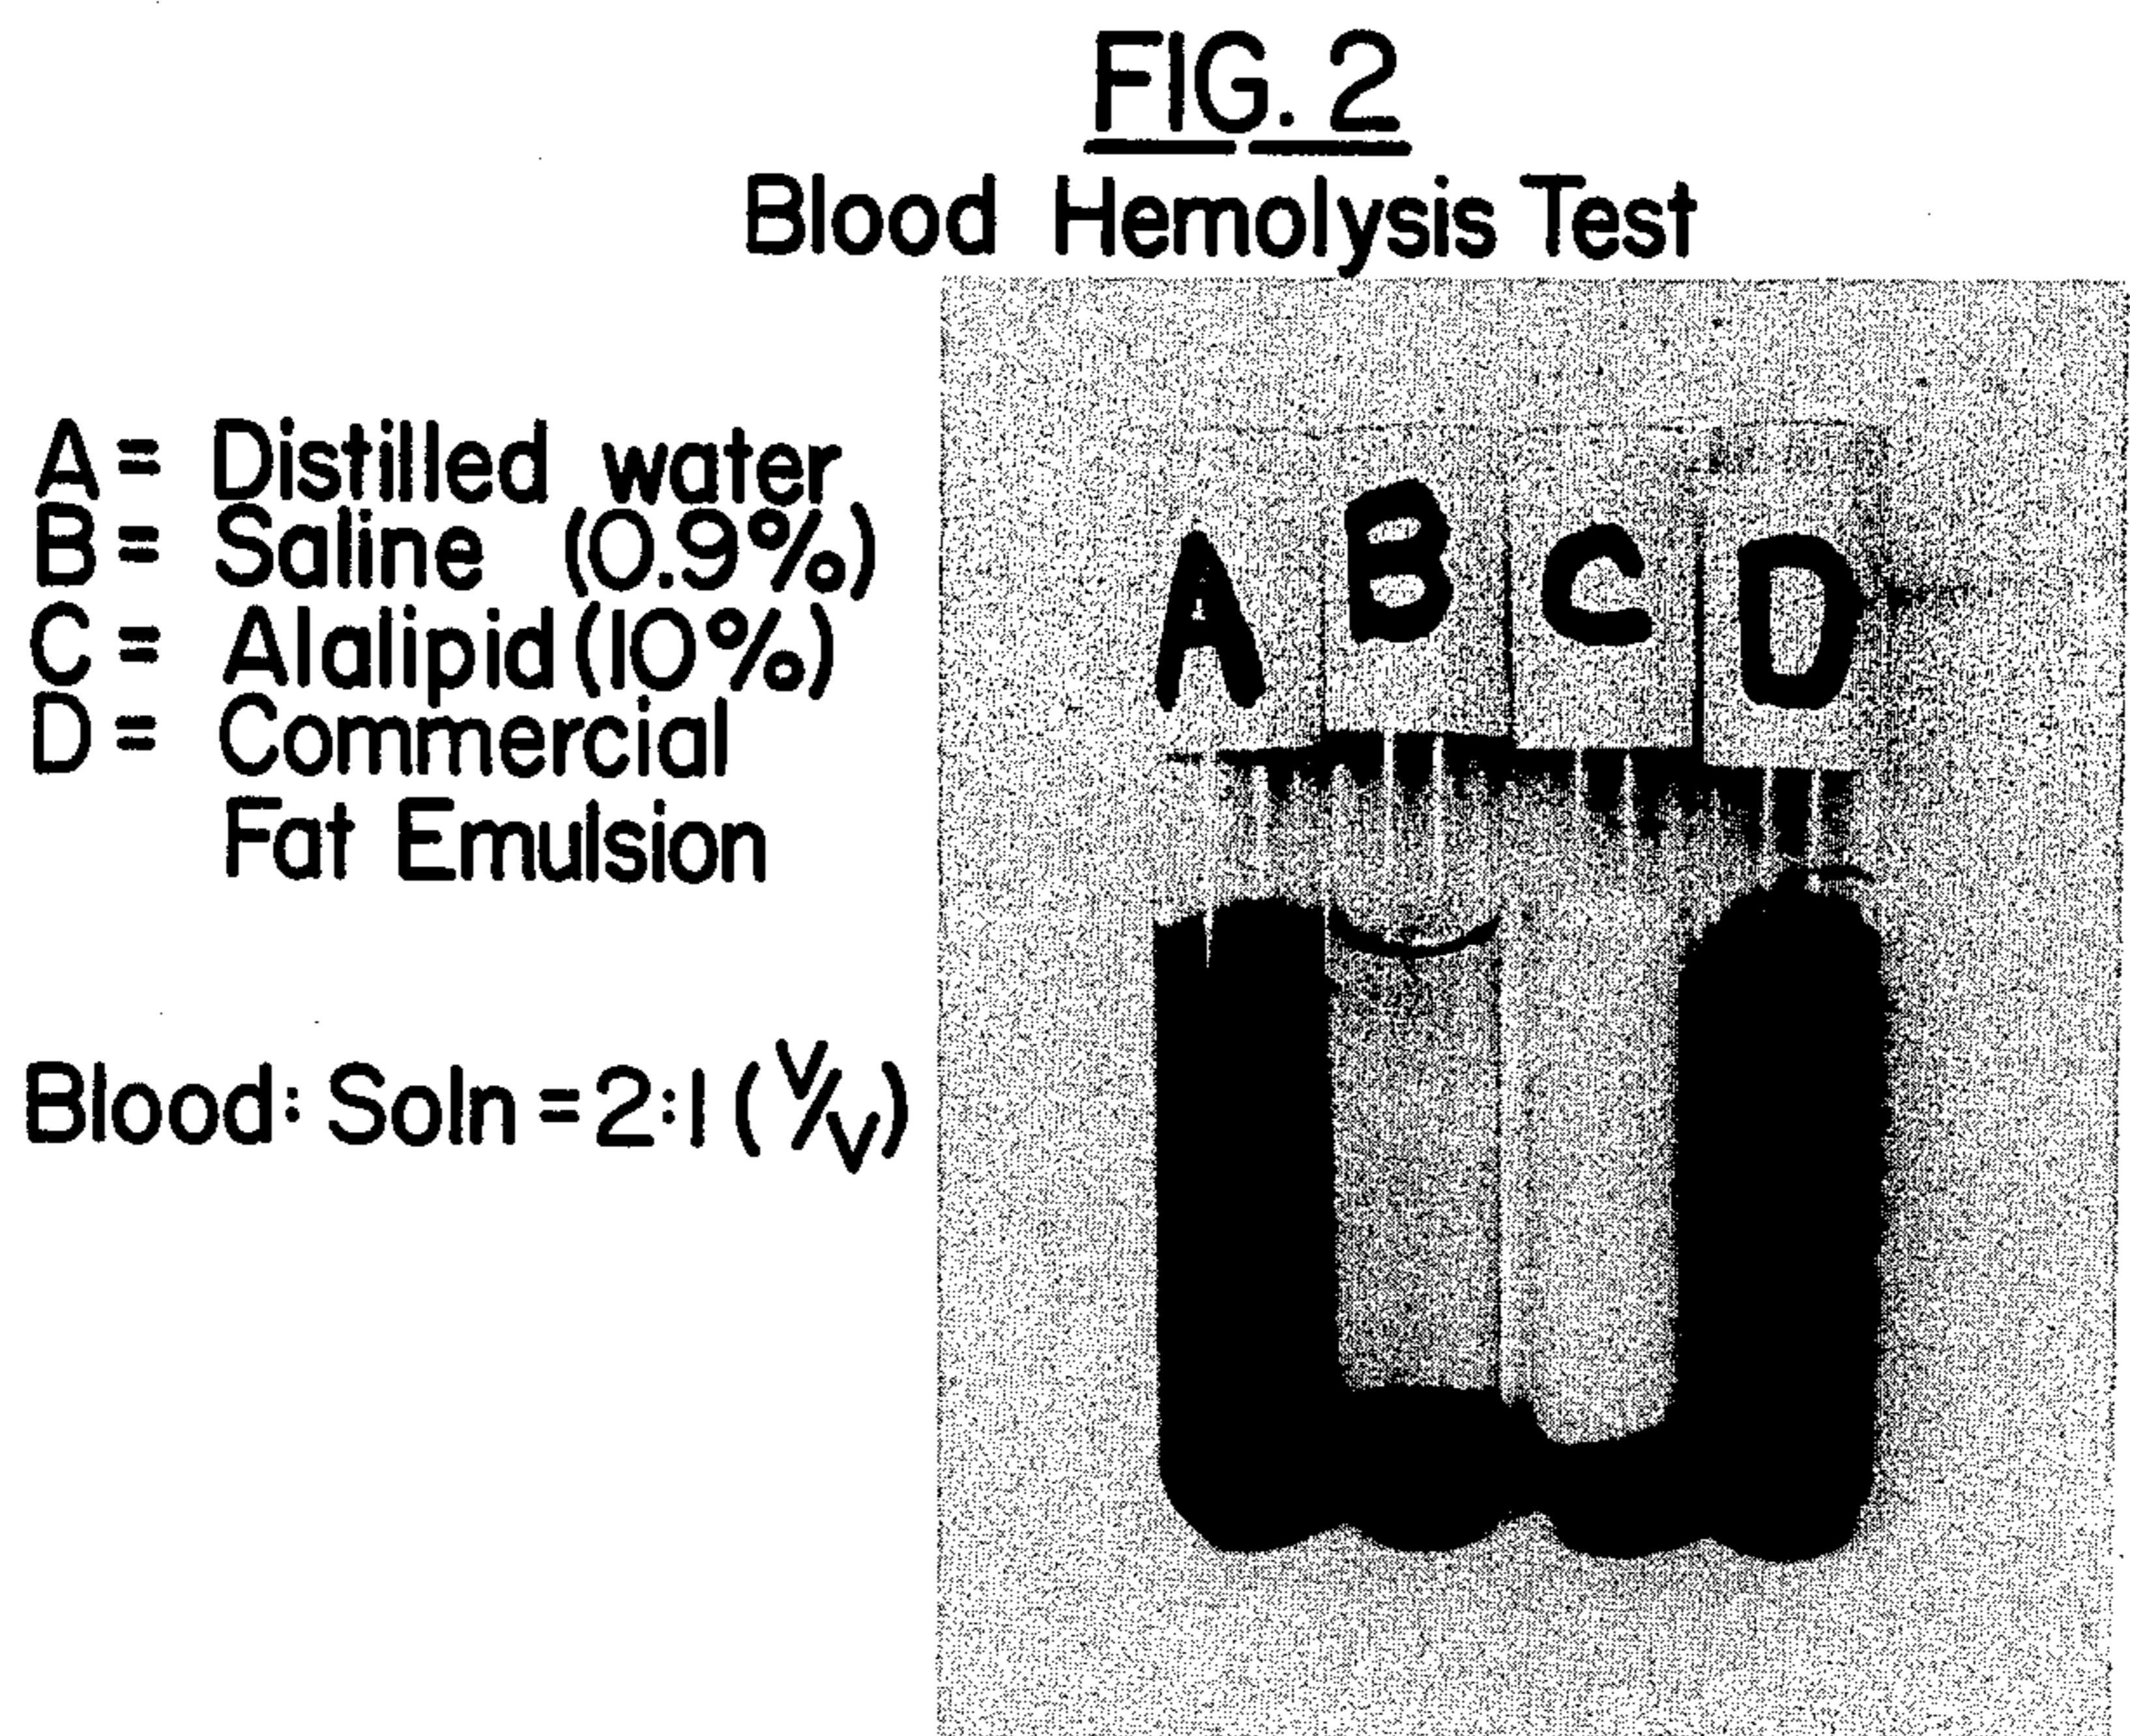 FIG. 2
Blood Hemolysis Test
A = Distilled water
B = Saline (0.9%)
C = Alalipid (10%)
D = Commercial
Fat Emulsion
Blood: Soln = 2:1 (V/V)
A B C D